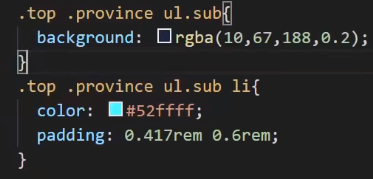 .top .province ul.sub{
background: rgba(10,67,188,0.2);
}
.top .province ul.sub li{
color: #52ffff;
padding: 0.417rem 0.6rem;
}